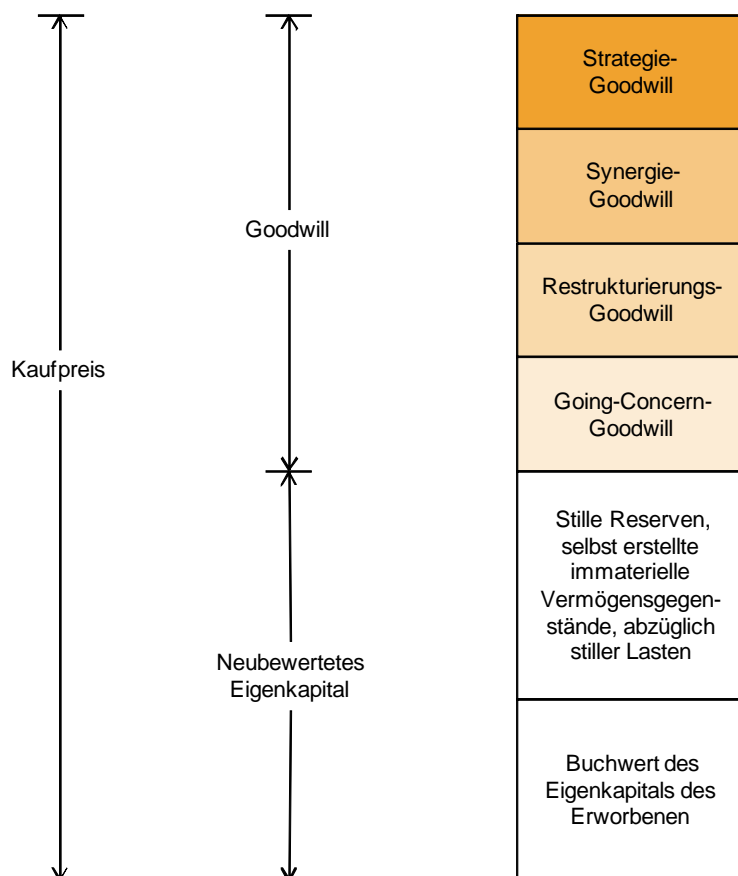 Strategie-
Goodwill
Synergie-
Goodwill
Goodwill
Restrukturierungs-
Goodwill
Kaufpreis
Going-Concern-
Goodwill
Stille Reserven,
selbst erstellte
immaterielle
Vermögensgegen-
stände, abzüglich
stiller Lasten
Neubewertetes
Eigenkapital
Buchwert des
Eigenkapitals des
Erworbenen